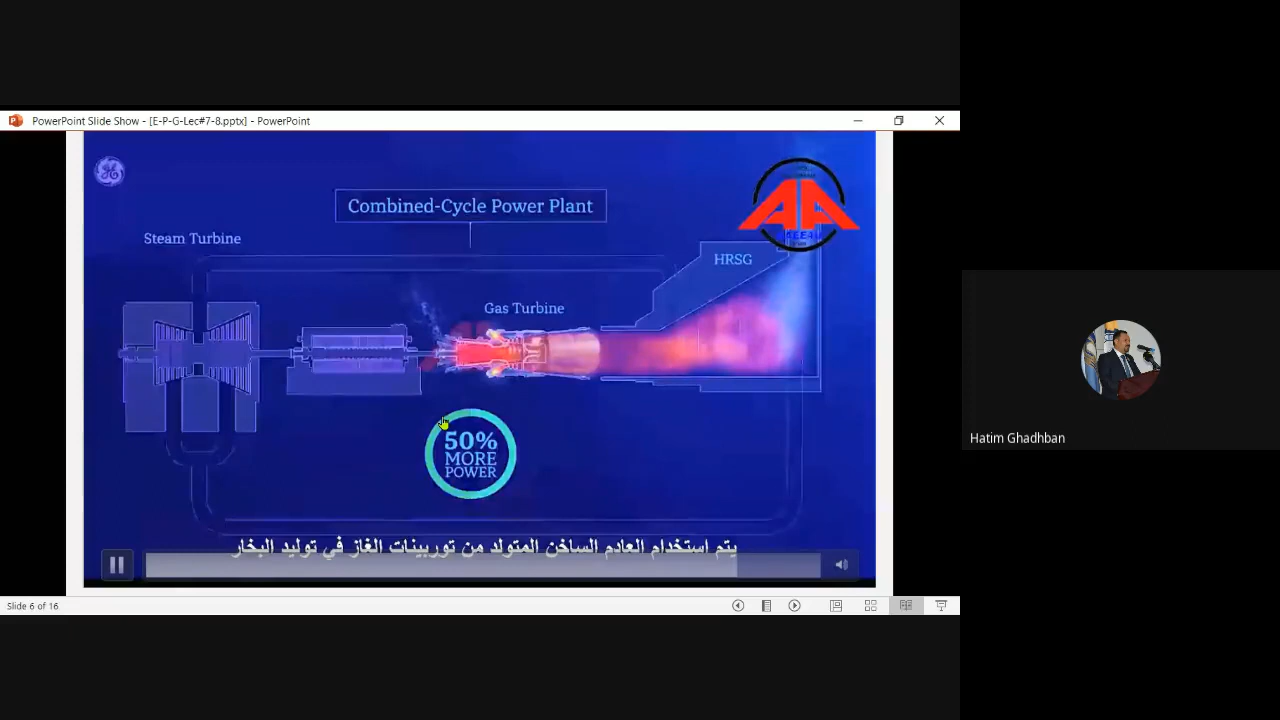 PowerPoint Slide Show - [E-P-G-Lec#7-8.pptx] - PowerPoint
Combined-Cycle Power Plant
Steam Turbine
HRSG
Gas Turbine
50%
MORE
POWER
يتم استخدام العادم الساخن المتولد من توربينات الغاز في توليد البخار
Hatim Ghadhban
Slide 6 of 16